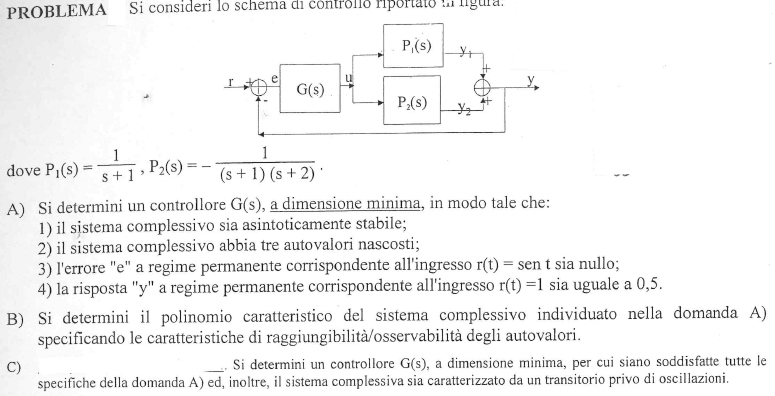 PROBLEMA Si consideri lo schema di controllo riportato in figura.
P₁(s)
y₁
r + e
G(s)
u
+
y
-
P₂(s)
y₂
+
dove P₁(s) = 1/(s + 1) , P₂(s) = – 1/((s + 1) (s + 2)) .
A) Si determini un controllore G(s), a dimensione minima, in modo tale che:
1) il sistema complessivo sia asintoticamente stabile;
2) il sistema complessivo abbia tre autovalori nascosti;
3) l'errore "e" a regime permanente corrispondente all'ingresso r(t) = sen t sia nullo;
4) la risposta "y" a regime permanente corrispondente all'ingresso r(t) =1 sia uguale a 0,5.
B) Si determini il polinomio caratteristico del sistema complessivo individuato nella domanda A)
specificando le caratteristiche di raggiungibilità/osservabilità degli autovalori.
C) . Si determini un controllore G(s), a dimensione minima, per cui siano soddisfatte tutte le
specifiche della domanda A) ed, inoltre, il sistema complessiva sia caratterizzato da un transitorio privo di oscillazioni.